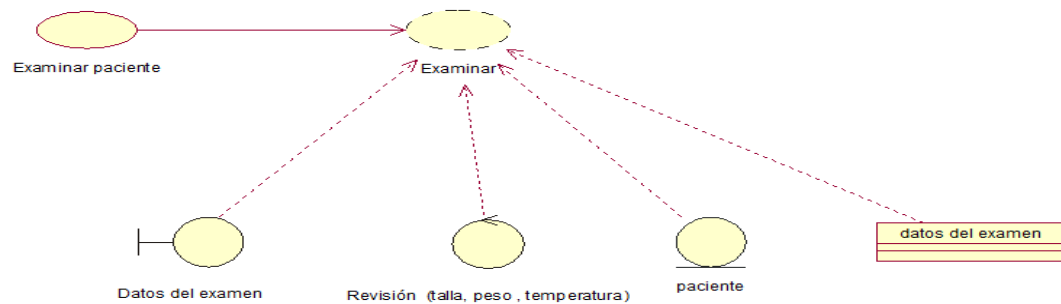 Examinar paciente
Examinar
datos del examen
Datos del examen
Revisión (talla, peso , temperatura)
paciente